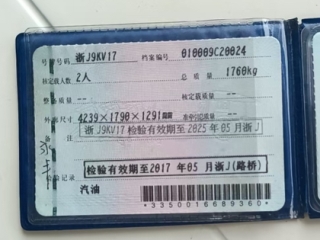 号牌号码 浙J9KV17 档案编号 010009C20024
核定载人数 2人 总质量 1760kg
整备质量 -- 核定载质量 --
外廓尺寸 4239×1790×1291 准牵引总质量 --
浙J9KV17 检验有效期至2025年05月浙J
备注
检验有效期至2017年05月浙J(路桥)
检验记录
汽油
*3350016689360*